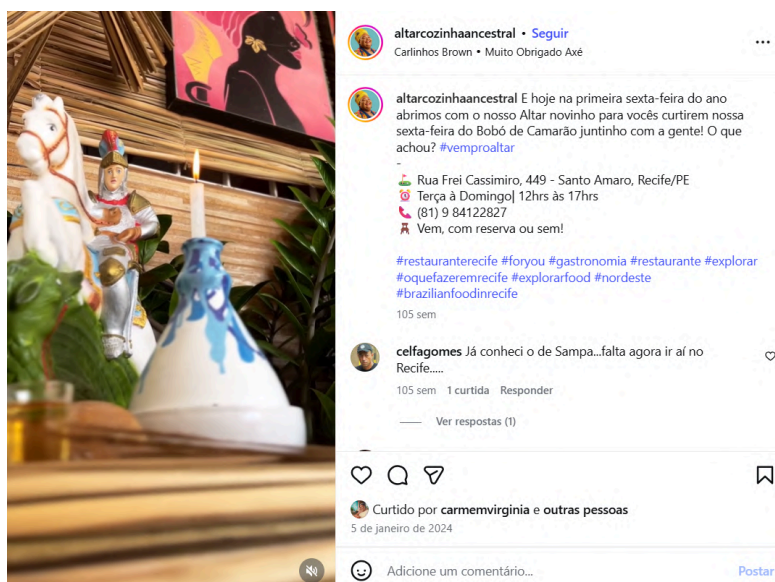 altarcozinhaancestral • Seguir
Carlinhos Brown • Muito Obrigado Axé
altarcozinhaancestral E hoje na primeira sexta-feira do ano
abrimos com o nosso Altar novinho para vocês curtirem nossa
sexta-feira do Bobó de Camarão juntinho com a gente! O que
achou? #vemproaltar
-
⛳ Rua Frei Cassimiro, 449 - Santo Amaro, Recife/PE
⏰ Terça à Domingo| 12hrs às 17hrs
📞 (81) 9 84122827
🪑 Vem, com reserva ou sem!
#restauranterecife #foryou #gastronomia #restaurante #explorar
#oquefazeremrecife #explorarfood #nordeste
#brazilianfoodinrecife
105 sem
celfagomes Já conheci o de Sampa...falta agora ir aí no
Recife.....
105 sem 1 curtida Responder
Ver respostas (1)
Curtido por carmemvirginia e outras pessoas
5 de janeiro de 2024
Adicione um comentário...
Postar